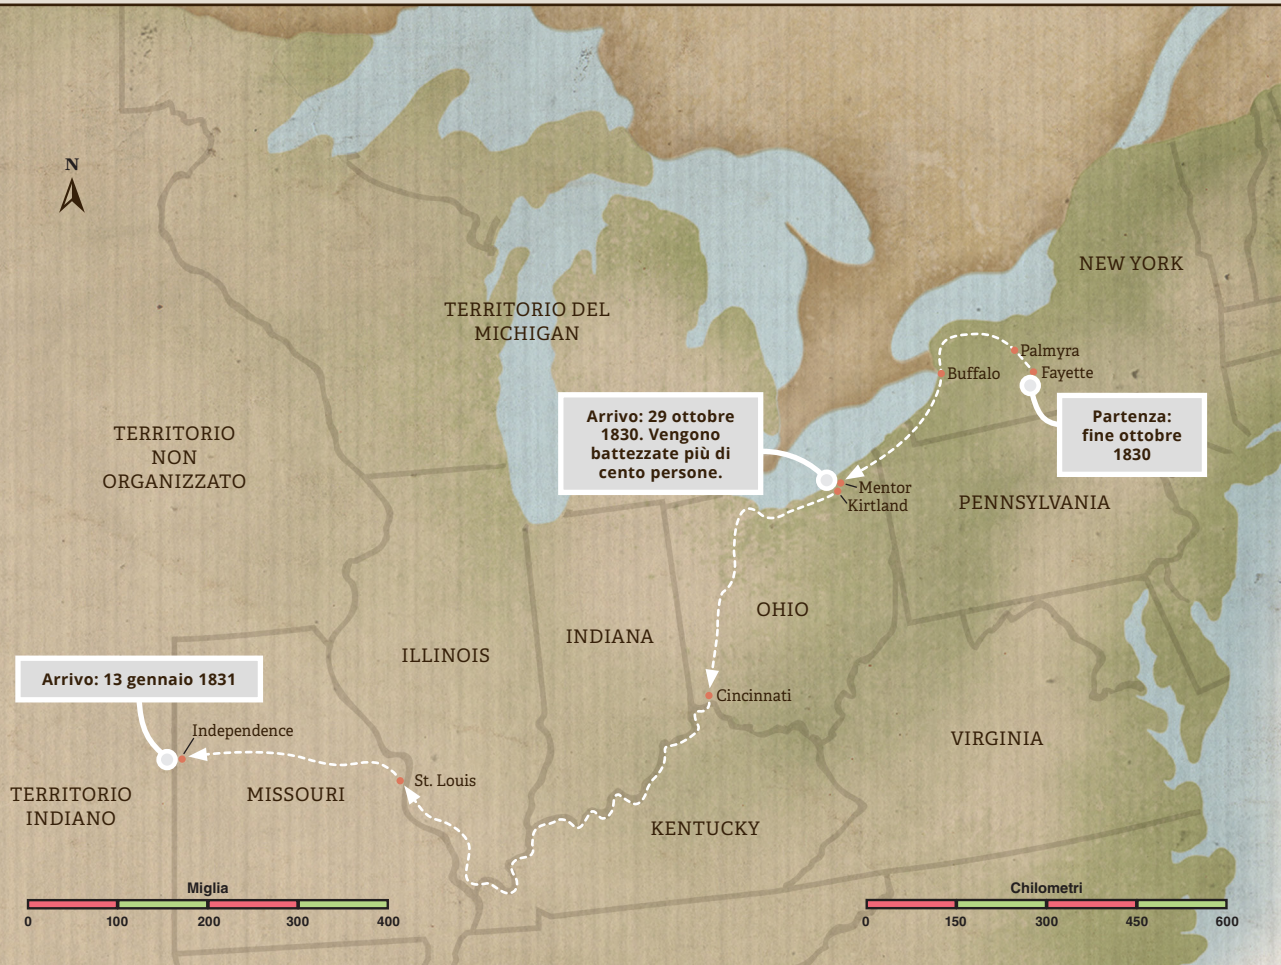 N
NEW YORK
TERRITORIO DEL
MICHIGAN
Palmyra
Fayette
Buffalo
Arrivo: 29 ottobre
1830. Vengono
battezzate più di
cento persone.
Partenza:
fine ottobre
1830
TERRITORIO
NON
ORGANIZZATO
Mentor
Kirtland
PENNSYLVANIA
OHIO
INDIANA
ILLINOIS
Arrivo: 13 gennaio 1831
Cincinnati
Independence
VIRGINIA
St. Louis
TERRITORIO
INDIANO
MISSOURI
KENTUCKY
Miglia
0 100 200 300 400
Chilometri
0 150 300 450 600